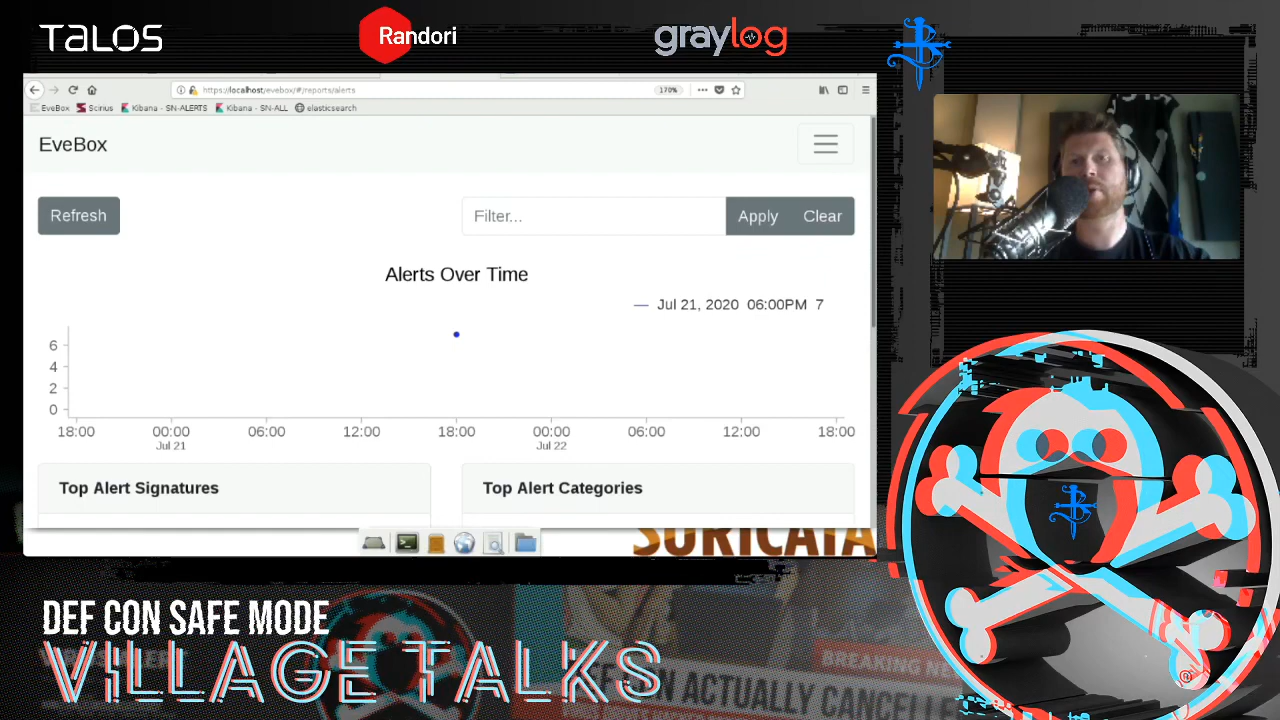 TALOS
Randori
graylog
https://localhost/evebox/#/reports/alerts
170%
EveBox
Scirius
Kibana - SN-ALERTS
Kibana - SN-ALL
elasticsearch
EveBox
Refresh
Filter...
Apply
Clear
Alerts Over Time
Jul 21, 2020 06:00PM 7
6
4
2
0
18:00
00:00
06:00
12:00
18:00
00:00
06:00
12:00
18:00
Jul 21
Jul 22
Top Alert Signatures
Top Alert Categories
SURICATA
DEF CON SAFE MODE
VILLAGE TALKS
BREAKING NE
DEF CON ACTUALLY CANCELLE